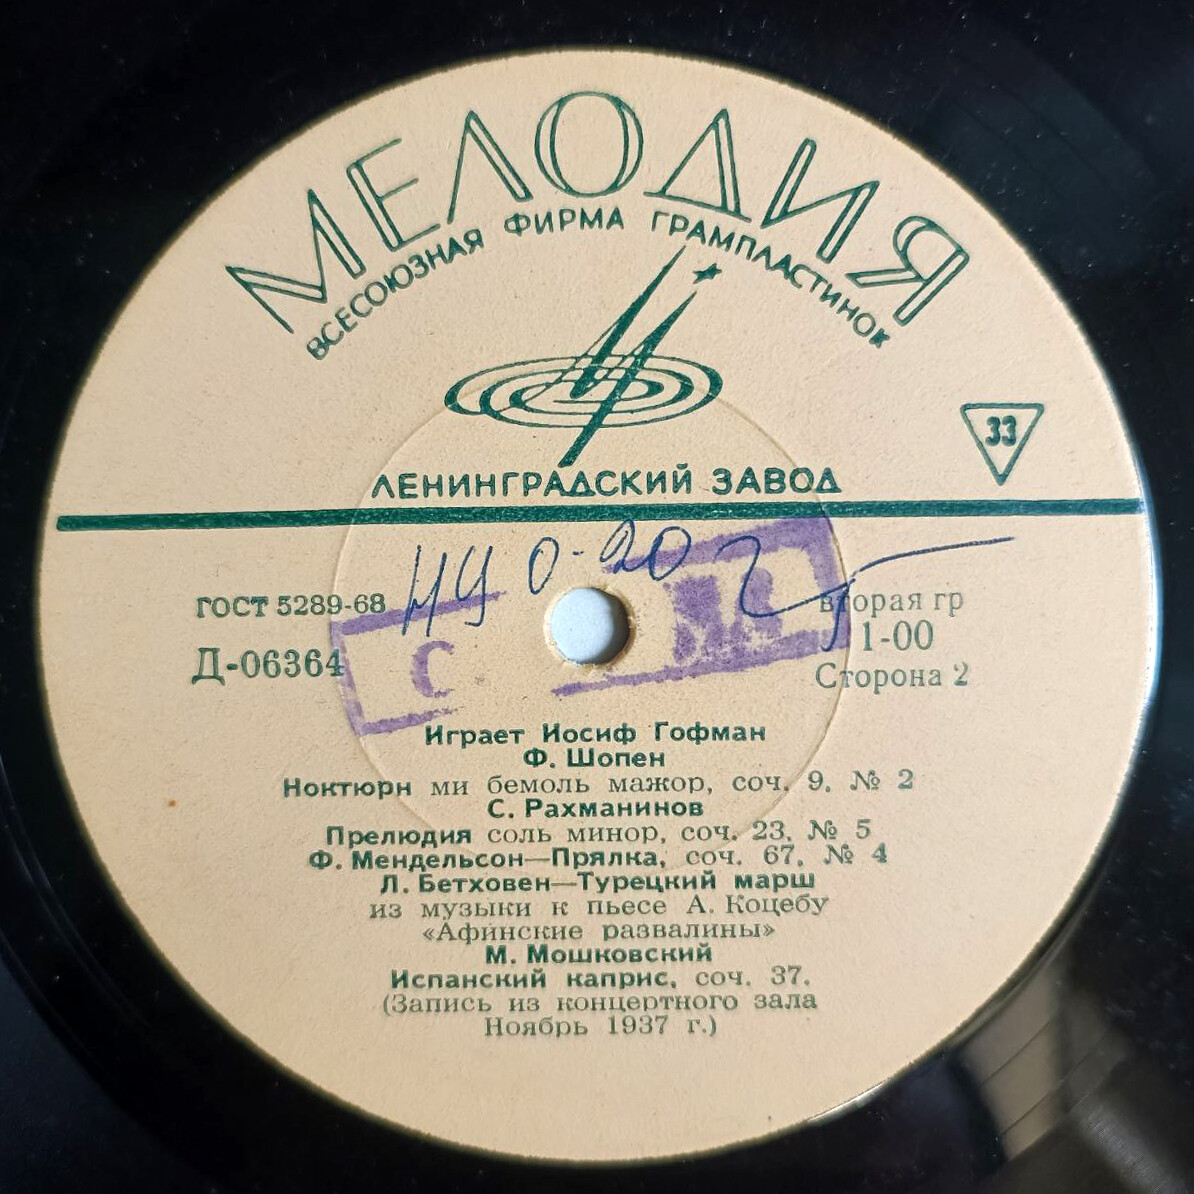 МЕЛОДИЯ
ВСЕСОЮЗНАЯ ФИРМА ГРАМПЛАСТИНОК
33
ЛЕНИНГРАДСКИЙ ЗАВОД
0-20
ГОСТ 5289-68
вторая гр
Д-06364
1-00
С
Сторона 2
Играет Иосиф Гофман
Ф. Шопен
Ноктюрн ми бемоль мажор, соч. 9, № 2
С. Рахманинов
Прелюдия соль минор, соч. 23, № 5
Ф. Мендельсон—Прялка, соч. 67, № 4
Л. Бетховен—Турецкий марш
из музыки к пьесе А. Коцебу
«Афинские развалины»
М. Мошковский
Испанский каприс, соч. 37.
(Запись из концертного зала
Ноябрь 1937 г.)